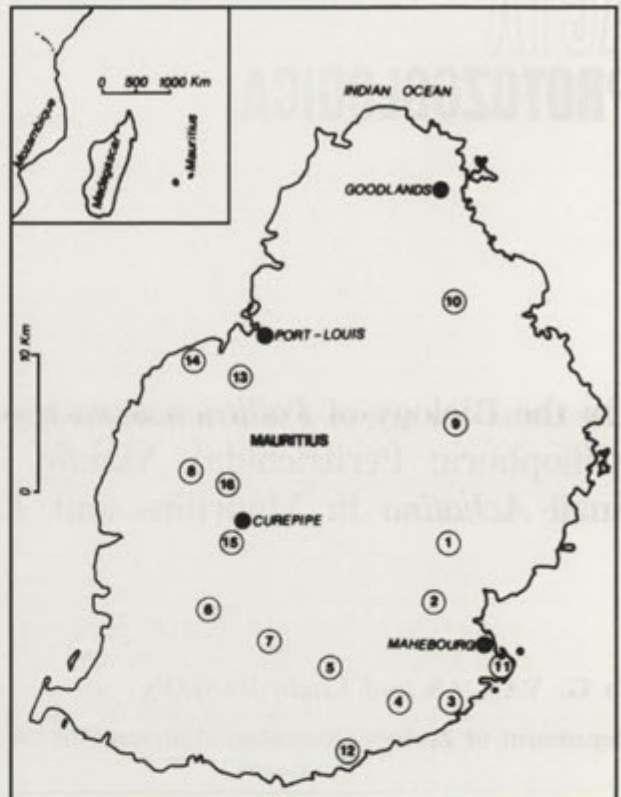 INDIAN OCEAN
0 500 1000 Km
Mozambique
Madagascar
Mauritius
GOODLANDS
10
PORT-LOUIS
10 Km
0
14
13
9
MAURITIUS
8
16
CUREPIPE
15
1
2
6
7
MAHEBOURG
5
11
4
3
12